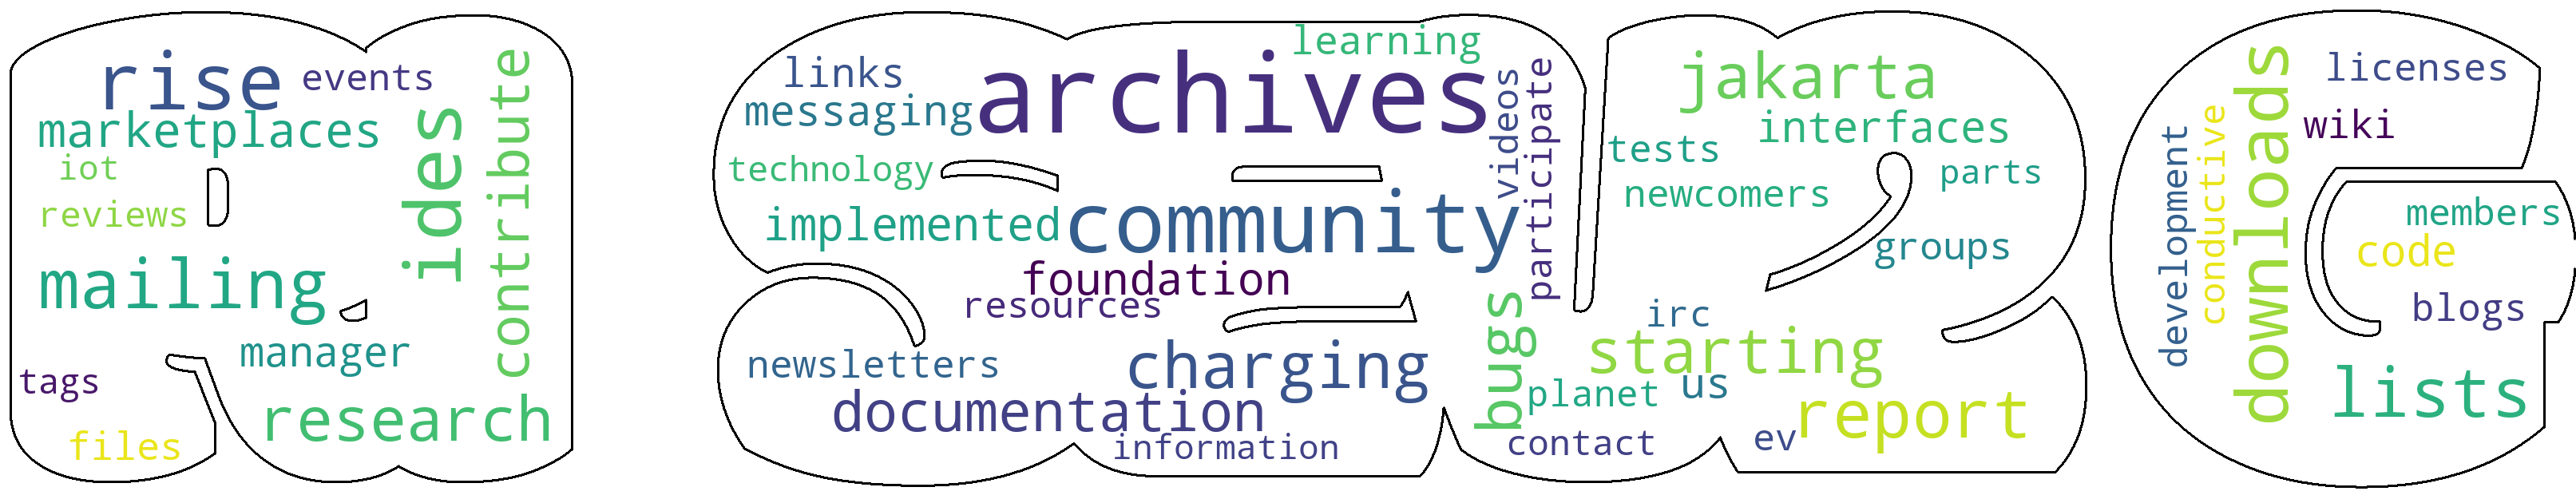 rise
events
marketplaces
iot
reviews
ides
contribute
mailing
manager
tags
research
files
learning
links
archives
messaging
videos
participate
technology
implemented
community
foundation
resources
newsletters
charging
bugs
documentation
information
jakarta
interfaces
tests
parts
newcomers
groups
irc
starting
us
planet
report
contact
ev
licenses
downloads
wiki
conductive
development
members
code
blogs
lists